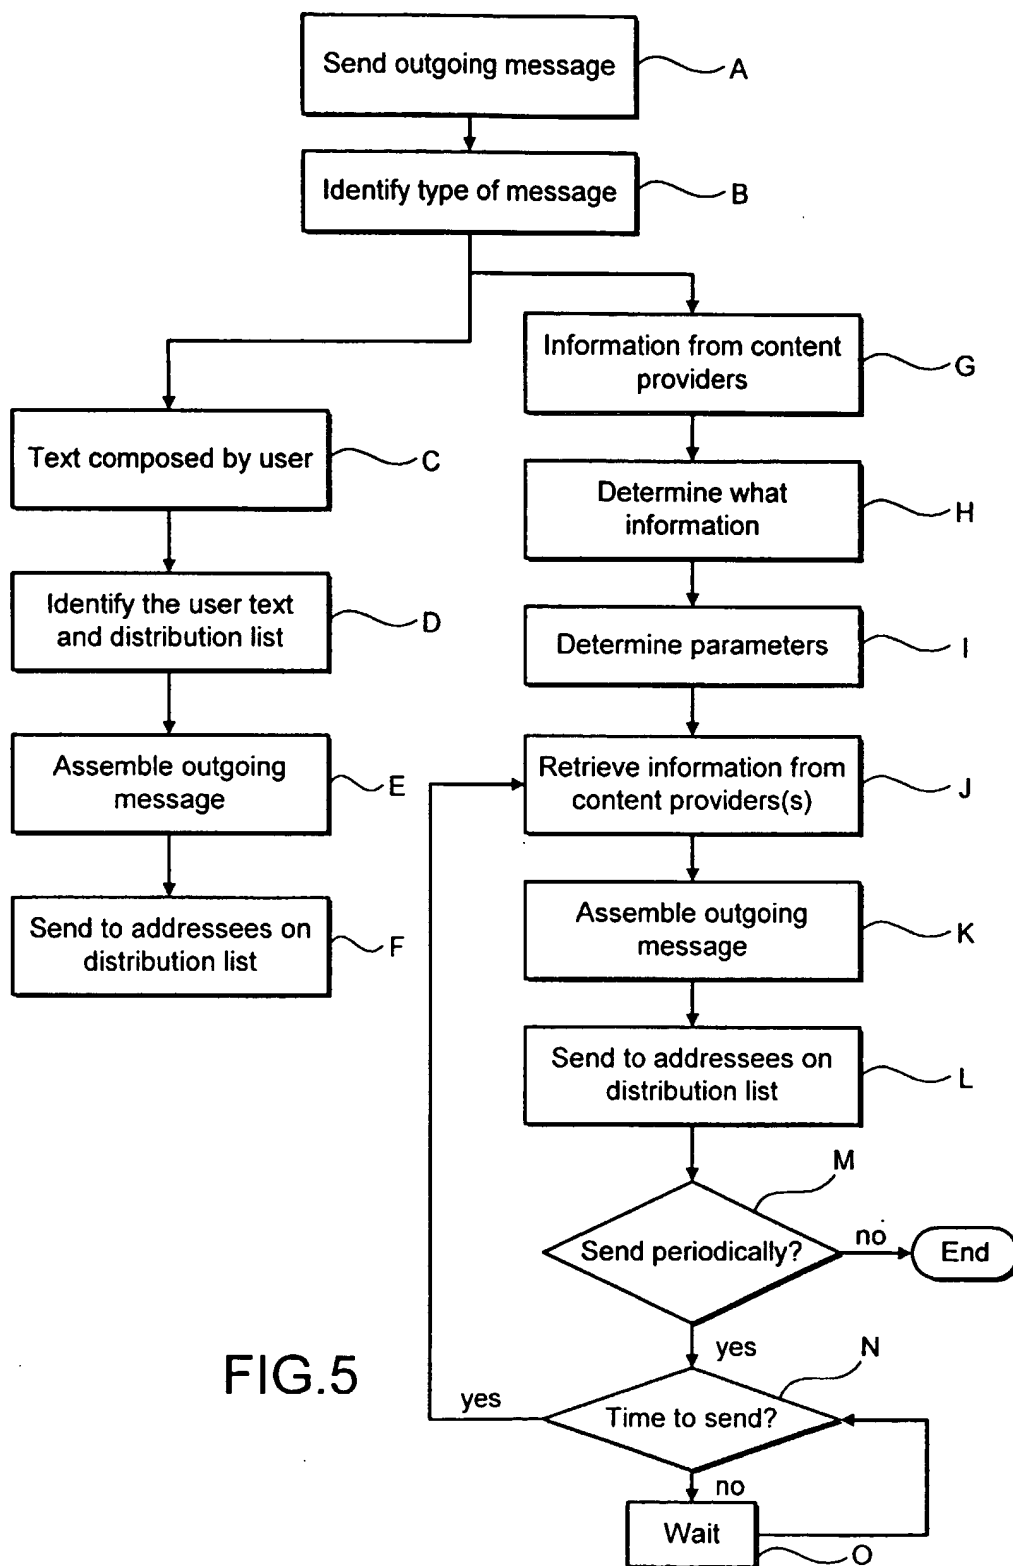 Send outgoing message
A
Identify type of message
B
Information from content
providers
G
Text composed by user
C
Determine what
information
H
Identify the user text
and distribution list
D
Determine parameters
I
Assemble outgoing
message
E
Retrieve information from
content providers(s)
J
Send to addressees on
distribution list
F
Assemble outgoing
message
K
Send to addressees on
distribution list
L
M
Send periodically?
no
End
yes
N
FIG.5
yes
Time to send?
no
Wait
O